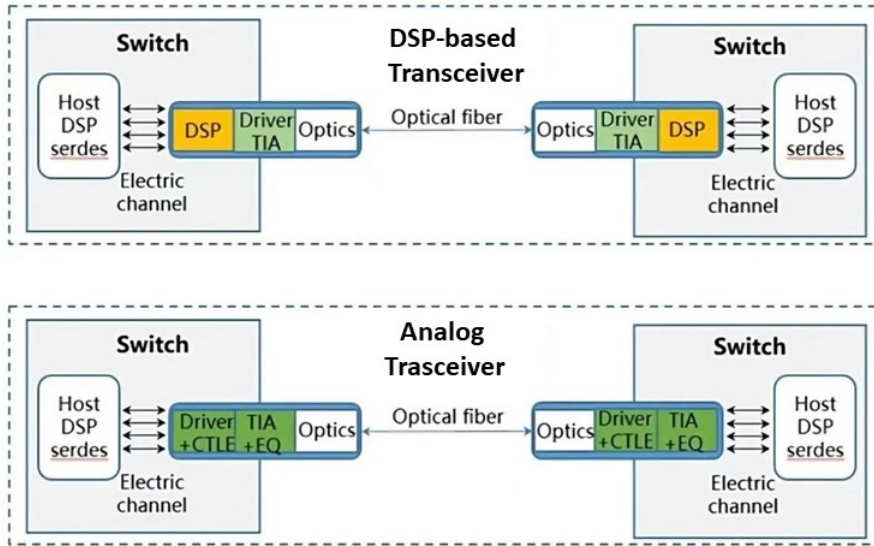 DSP-based
Transceiver
Switch
Host
DSP
serdes
DSP
Driver
TIA
Optics
Electric
channel
Optical fiber
Switch
Optics
Driver
TIA
DSP
Host
DSP
serdes
Electric
channel
Analog
Trasceiver
Switch
Host
DSP
serdes
Driver
+CTLE
TIA
+EQ
Optics
Electric
channel
Optical fiber
Switch
Optics
Driver
+CTLE
TIA
+EQ
Host
DSP
serdes
Electric
channel